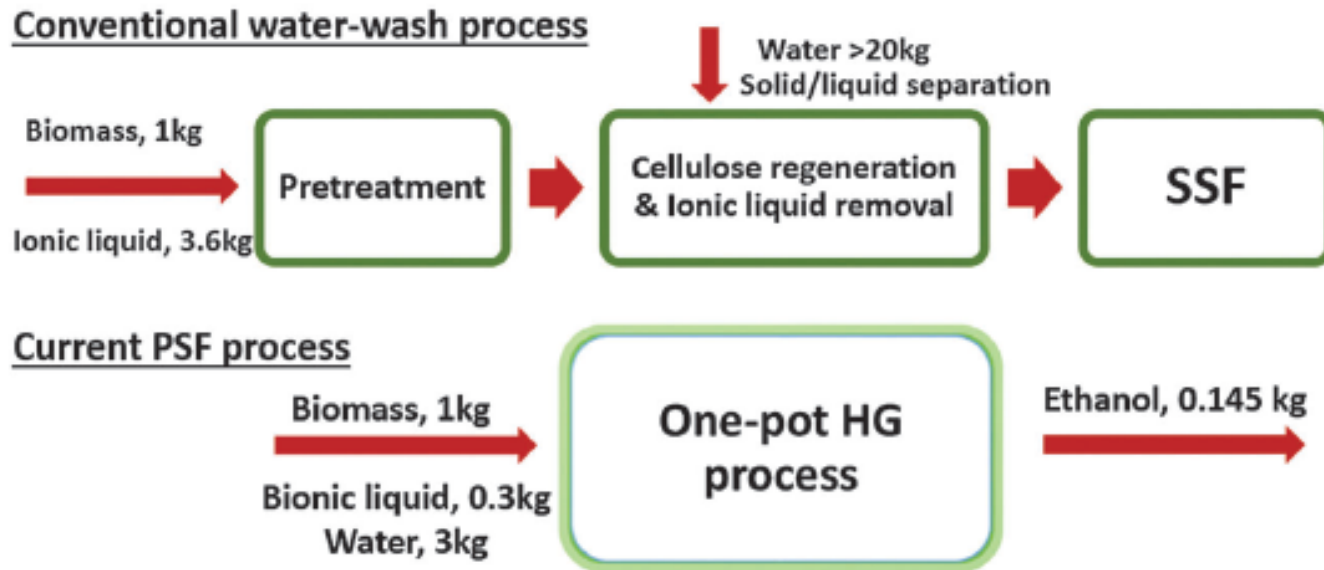 Conventional water-wash process
Water >20kg
Solid/liquid separation
Biomass, 1kg
Ionic liquid, 3.6kg
Pretreatment
Cellulose regeneration
& Ionic liquid removal
SSF
Current PSF process
Biomass, 1kg
Bionic liquid, 0.3kg
Water, 3kg
One-pot HG
process
Ethanol, 0.145 kg